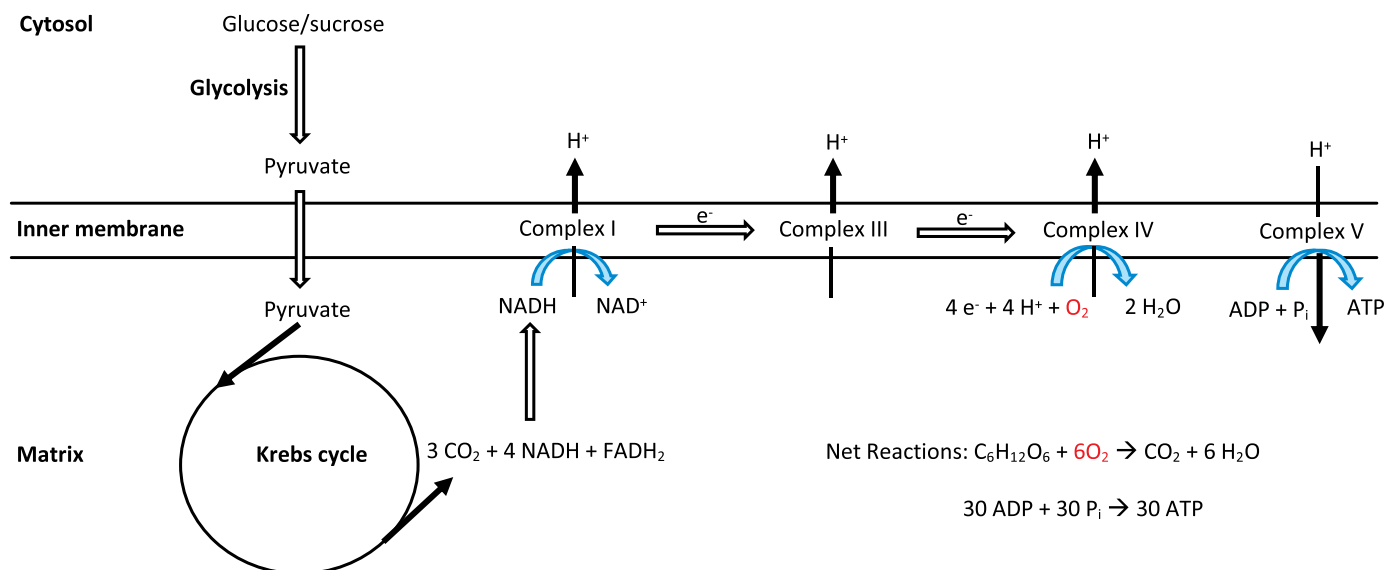 Cytosol
Glucose/sucrose
Glycolysis
Pyruvate
H⁺
H⁺
H⁺
H⁺
Inner membrane
Complex I
e⁻
Complex III
e⁻
Complex IV
Complex V
Pyruvate
NADH
NAD⁺
4 e⁻ + 4 H⁺ + O₂
2 H₂O
ADP + Pᵢ
ATP
Matrix
Krebs cycle
3 CO₂ + 4 NADH + FADH₂
Net Reactions: C₆H₁₂O₆ + 6O₂ → CO₂ + 6 H₂O
30 ADP + 30 Pᵢ → 30 ATP